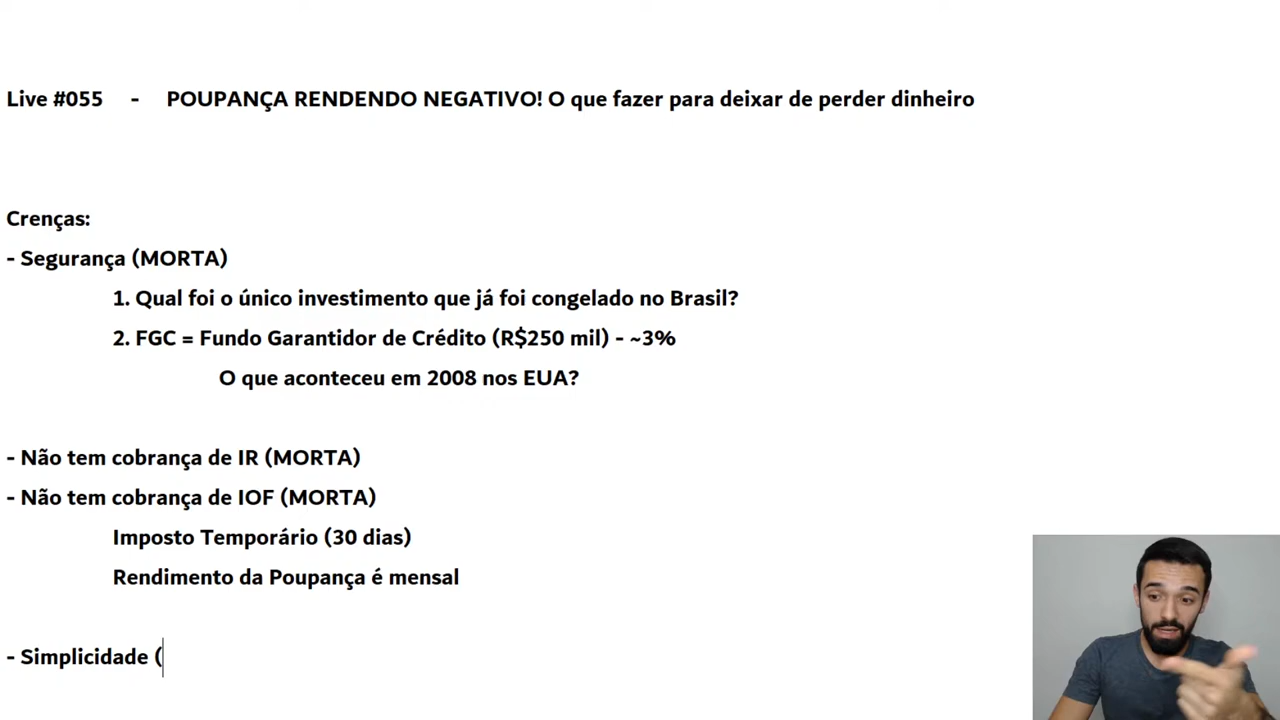 Live #055 - POUPANÇA RENDENDO NEGATIVO! O que fazer para deixar de perder dinheiro
Crenças:
- Segurança (MORTA)
1. Qual foi o único investimento que já foi congelado no Brasil?
2. FGC = Fundo Garantidor de Crédito (R$250 mil) - ~3%
O que aconteceu em 2008 nos EUA?
- Não tem cobrança de IR (MORTA)
- Não tem cobrança de IOF (MORTA)
Imposto Temporário (30 dias)
Rendimento da Poupança é mensal
- Simplicidade (